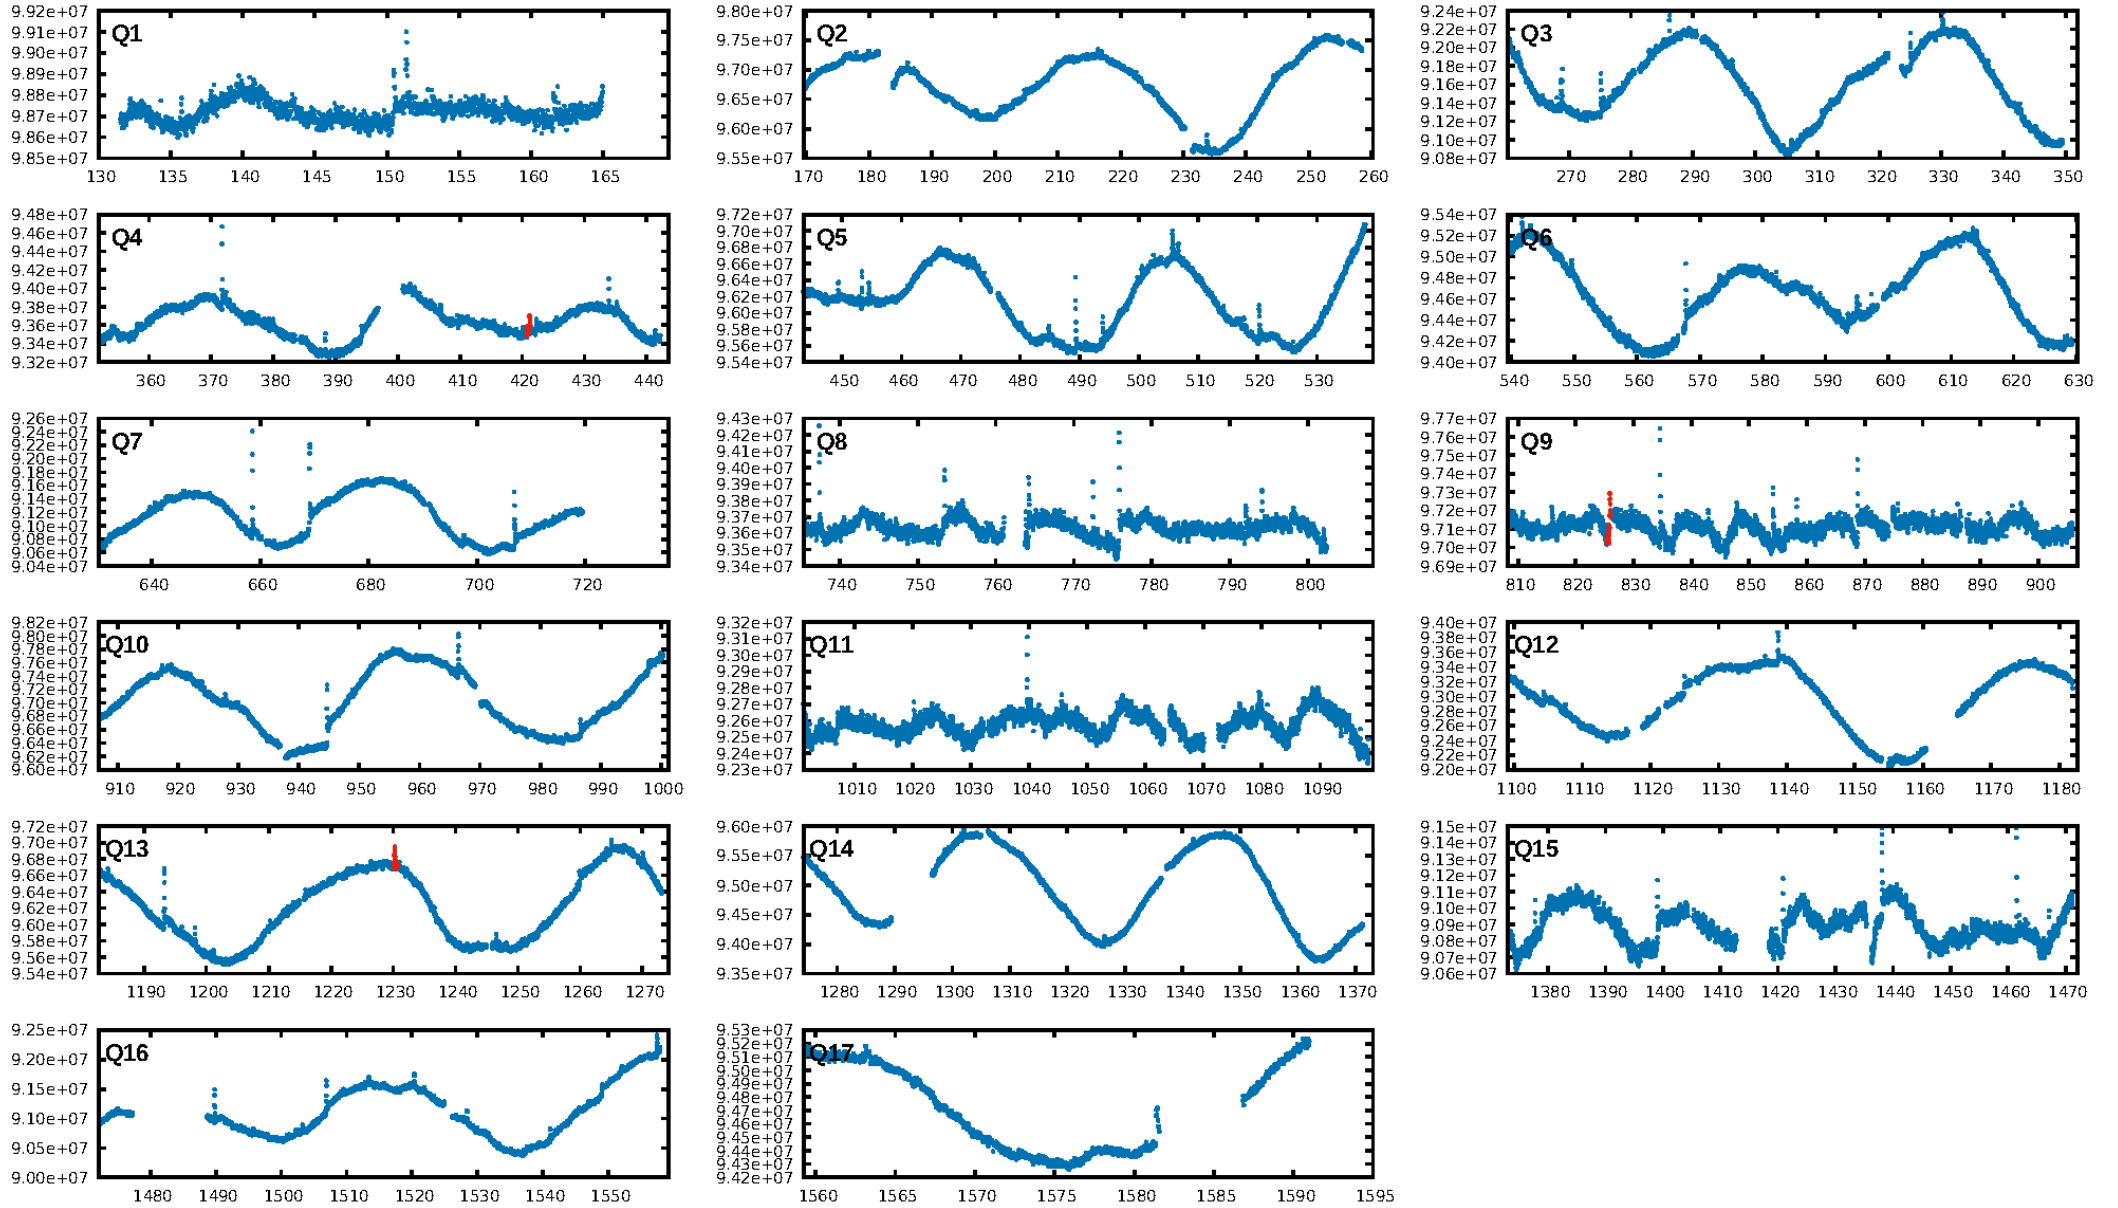 Q1
9.92e+07
9.91e+07
9.90e+07
9.89e+07
9.88e+07
9.87e+07
9.86e+07
9.85e+07
130 135 140 145 150 155 160 165
Q2
9.80e+07
9.75e+07
9.70e+07
9.65e+07
9.60e+07
9.55e+07
170 180 190 200 210 220 230 240 250 260
Q3
9.24e+07
9.22e+07
9.20e+07
9.18e+07
9.16e+07
9.14e+07
9.12e+07
9.10e+07
9.08e+07
270 280 290 300 310 320 330 340 350
Q4
9.48e+07
9.46e+07
9.44e+07
9.42e+07
9.40e+07
9.38e+07
9.36e+07
9.34e+07
9.32e+07
360 370 380 390 400 410 420 430 440
Q5
9.72e+07
9.70e+07
9.68e+07
9.66e+07
9.64e+07
9.62e+07
9.60e+07
9.58e+07
9.56e+07
9.54e+07
450 460 470 480 490 500 510 520 530
Q6
9.54e+07
9.52e+07
9.50e+07
9.48e+07
9.46e+07
9.44e+07
9.42e+07
9.40e+07
540 550 560 570 580 590 600 610 620 630
Q7
9.26e+07
9.24e+07
9.22e+07
9.20e+07
9.18e+07
9.16e+07
9.14e+07
9.12e+07
9.10e+07
9.08e+07
9.06e+07
9.04e+07
640 660 680 700 720
Q8
9.43e+07
9.42e+07
9.41e+07
9.40e+07
9.39e+07
9.38e+07
9.37e+07
9.36e+07
9.35e+07
9.34e+07
740 750 760 770 780 790 800
Q9
9.77e+07
9.76e+07
9.75e+07
9.74e+07
9.73e+07
9.72e+07
9.71e+07
9.70e+07
9.69e+07
810 820 830 840 850 860 870 880 890 900
Q10
9.82e+07
9.80e+07
9.78e+07
9.76e+07
9.74e+07
9.72e+07
9.70e+07
9.68e+07
9.66e+07
9.64e+07
9.62e+07
9.60e+07
910 920 930 940 950 960 970 980 990 1000
Q11
9.32e+07
9.31e+07
9.30e+07
9.29e+07
9.28e+07
9.27e+07
9.26e+07
9.25e+07
9.24e+07
9.23e+07
1010 1020 1030 1040 1050 1060 1070 1080 1090
Q12
9.40e+07
9.38e+07
9.36e+07
9.34e+07
9.32e+07
9.30e+07
9.28e+07
9.26e+07
9.24e+07
9.22e+07
9.20e+07
1100 1110 1120 1130 1140 1150 1160 1170 1180
Q13
9.72e+07
9.70e+07
9.68e+07
9.66e+07
9.64e+07
9.62e+07
9.60e+07
9.58e+07
9.56e+07
9.54e+07
1190 1200 1210 1220 1230 1240 1250 1260 1270
Q14
9.60e+07
9.55e+07
9.50e+07
9.45e+07
9.40e+07
9.35e+07
1280 1290 1300 1310 1320 1330 1340 1350 1360 1370
Q15
9.15e+07
9.14e+07
9.13e+07
9.12e+07
9.11e+07
9.10e+07
9.09e+07
9.08e+07
9.07e+07
9.06e+07
1380 1390 1400 1410 1420 1430 1440 1450 1460 1470
Q16
9.25e+07
9.20e+07
9.15e+07
9.10e+07
9.05e+07
9.00e+07
1480 1490 1500 1510 1520 1530 1540 1550
Q17
9.53e+07
9.52e+07
9.51e+07
9.50e+07
9.49e+07
9.48e+07
9.47e+07
9.46e+07
9.45e+07
9.44e+07
9.43e+07
9.42e+07
1560 1565 1570 1575 1580 1585 1590 1595